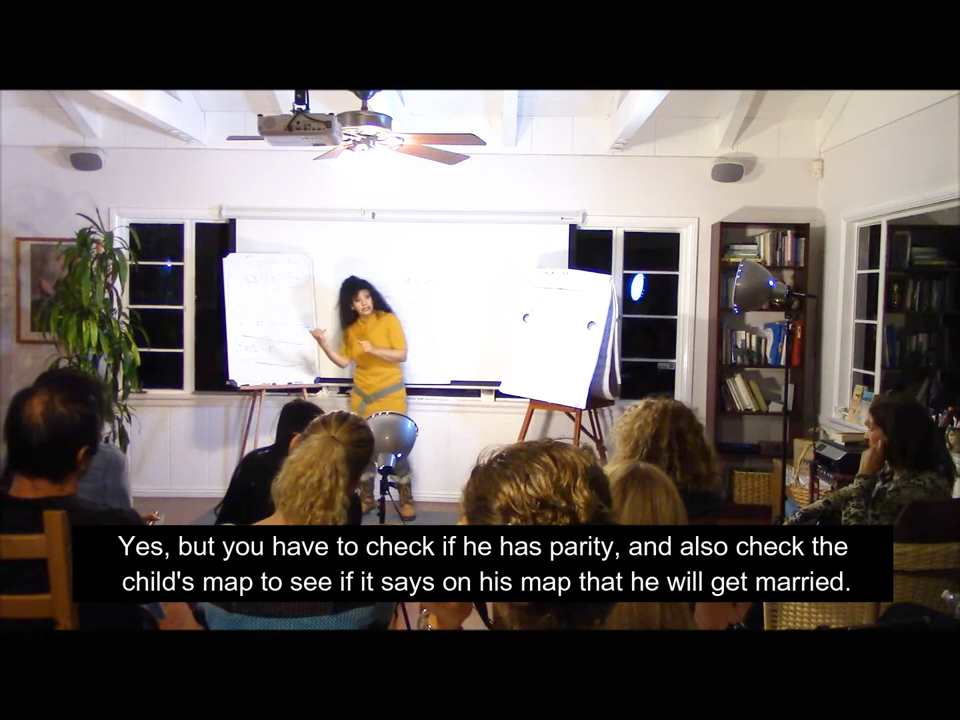 Yes, but you have to check if he has parity, and also check the
child's map to see if it says on his map that he will get married.